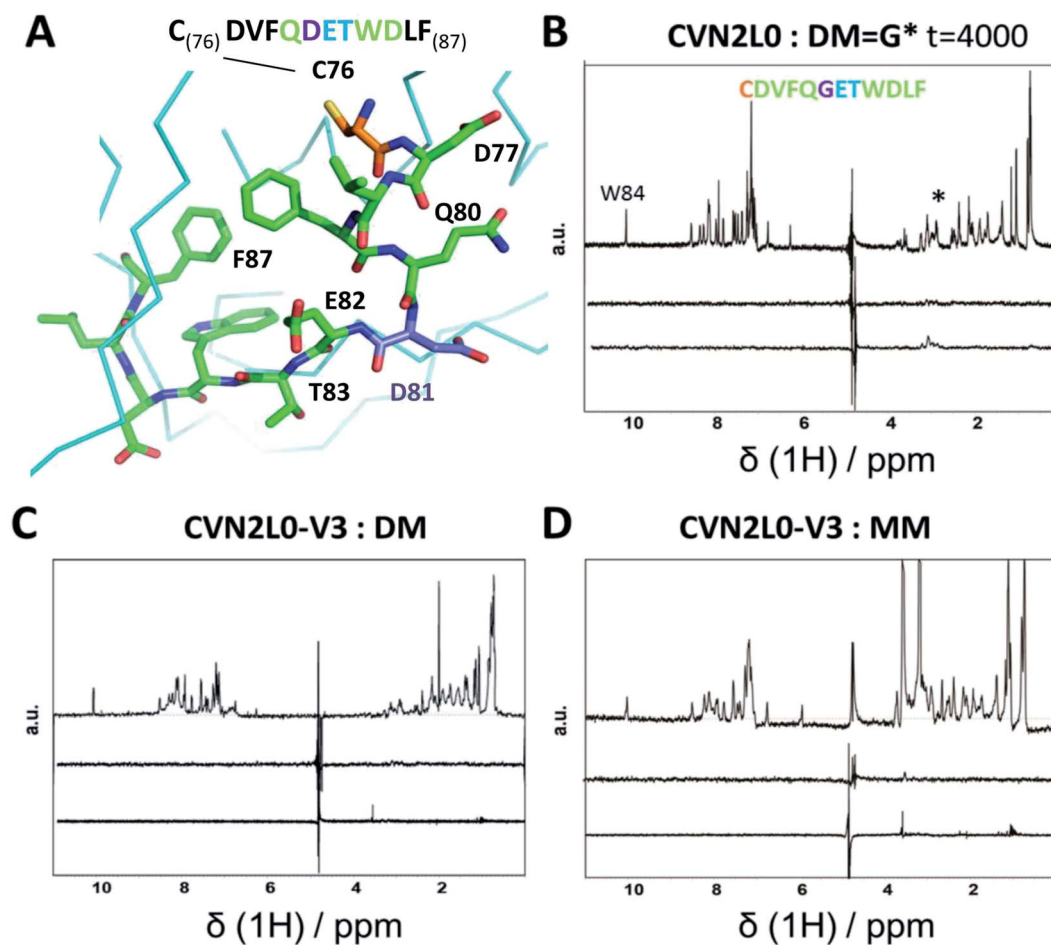 A
C(76) DVFQDETWDLF(87)
C76
D77
Q80
F87
E82
T83
D81
B
CVN2L0 : DM=G* t=4000
CDVFQGETWDLF
W84
*
a.u.
10 8 6 4 2
δ (1H) / ppm
C
CVN2L0-V3 : DM
a.u.
10 8 6 4 2
δ (1H) / ppm
D
CVN2L0-V3 : MM
a.u.
10 8 6 4 2
δ (1H) / ppm